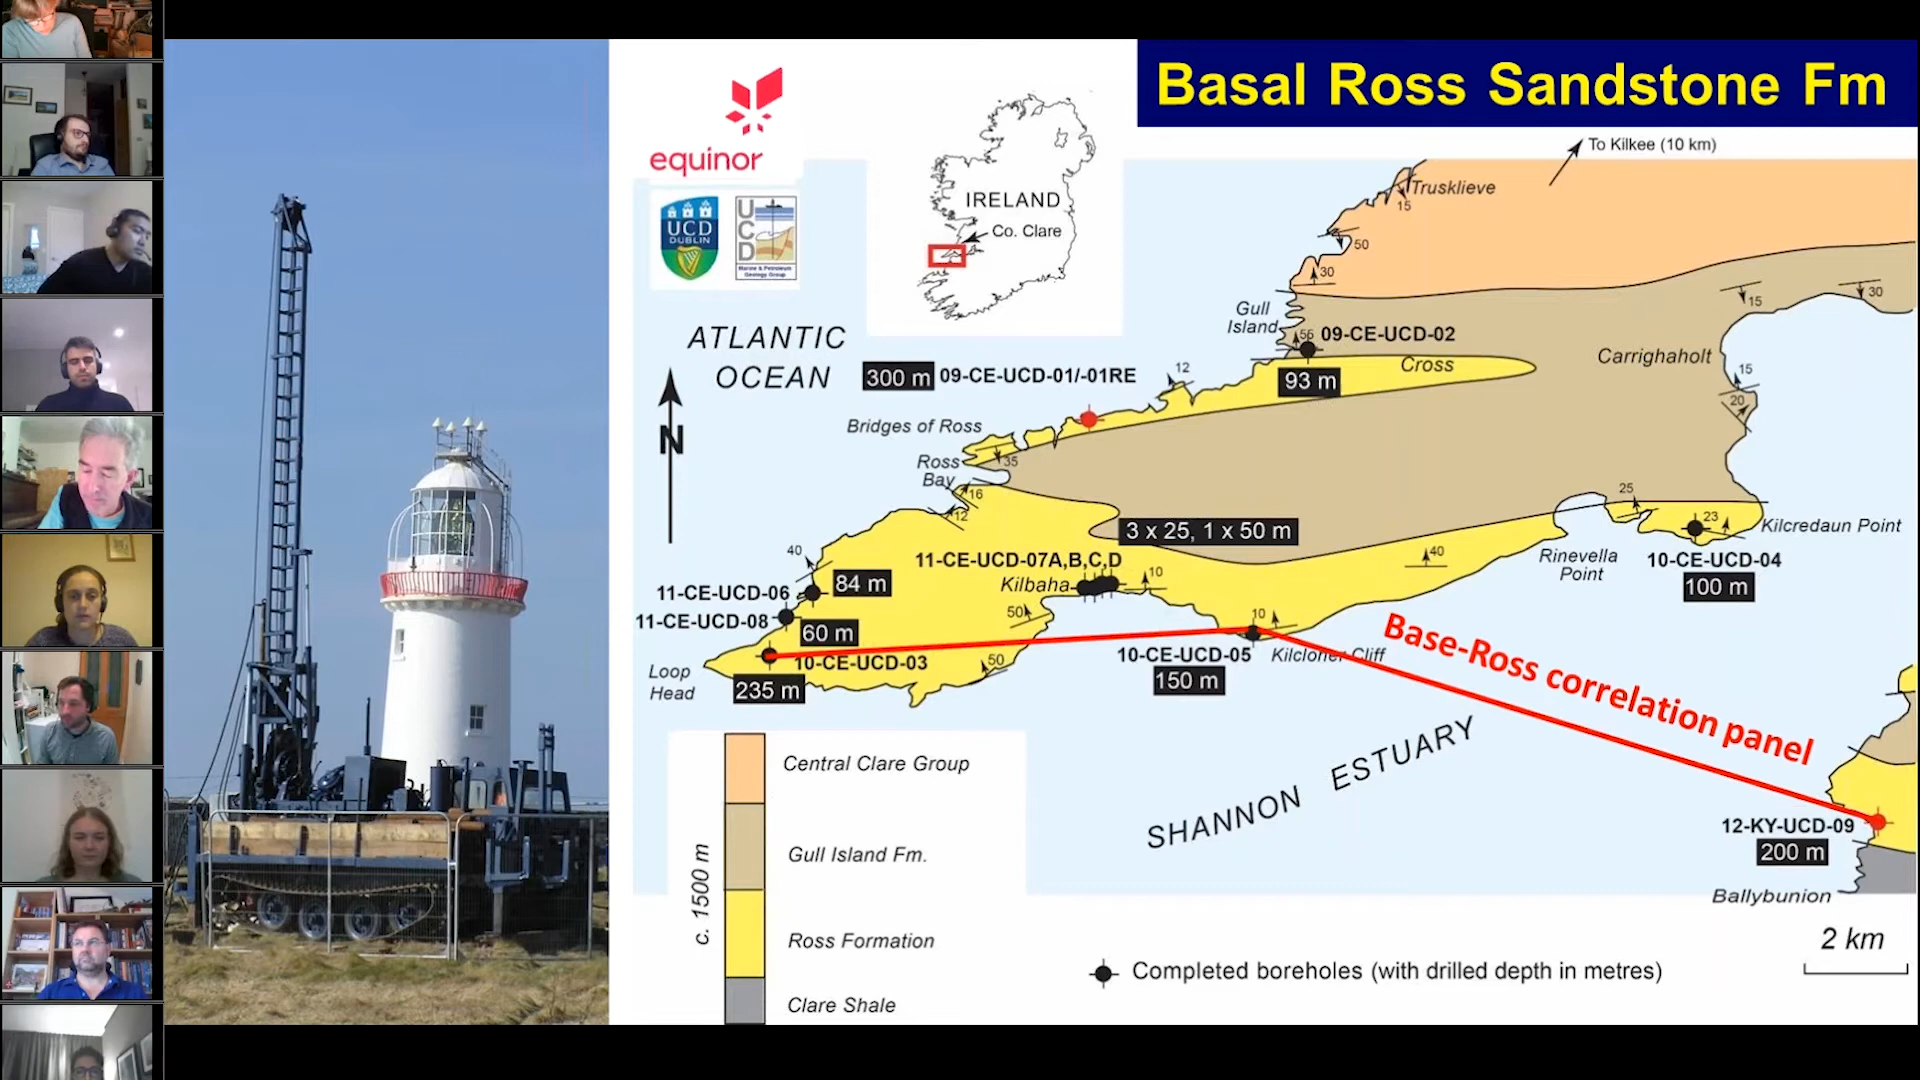 Basal Ross Sandstone Fm
equinor
UCD
DUBLIN
UCD
Marine & Petroleum
Geology Group
IRELAND
Co. Clare
To Kilkee (10 km)
Trusklieve
15
50
30
Gull
Island
56
09-CE-UCD-02
93 m
Cross
Carrighaholt
15
30
15
20
ATLANTIC
OCEAN
N
300 m
09-CE-UCD-01/-01RE
12
Bridges of Ross
35
Ross
Bay
16
12
3 x 25, 1 x 50 m
11-CE-UCD-07A,B,C,D
Kilbaha
10
50
40
25
23
Kilcredaun Point
Rinevella
Point
10-CE-UCD-04
100 m
40
11-CE-UCD-06
84 m
11-CE-UCD-08
60 m
10-CE-UCD-03
235 m
Loop
Head
50
10
10-CE-UCD-05
150 m
Kilcloher Cliff
Base-Ross correlation panel
SHANNON ESTUARY
12-KY-UCD-09
200 m
Ballybunion
2 km
c. 1500 m
Central Clare Group
Gull Island Fm.
Ross Formation
Clare Shale
Completed boreholes (with drilled depth in metres)